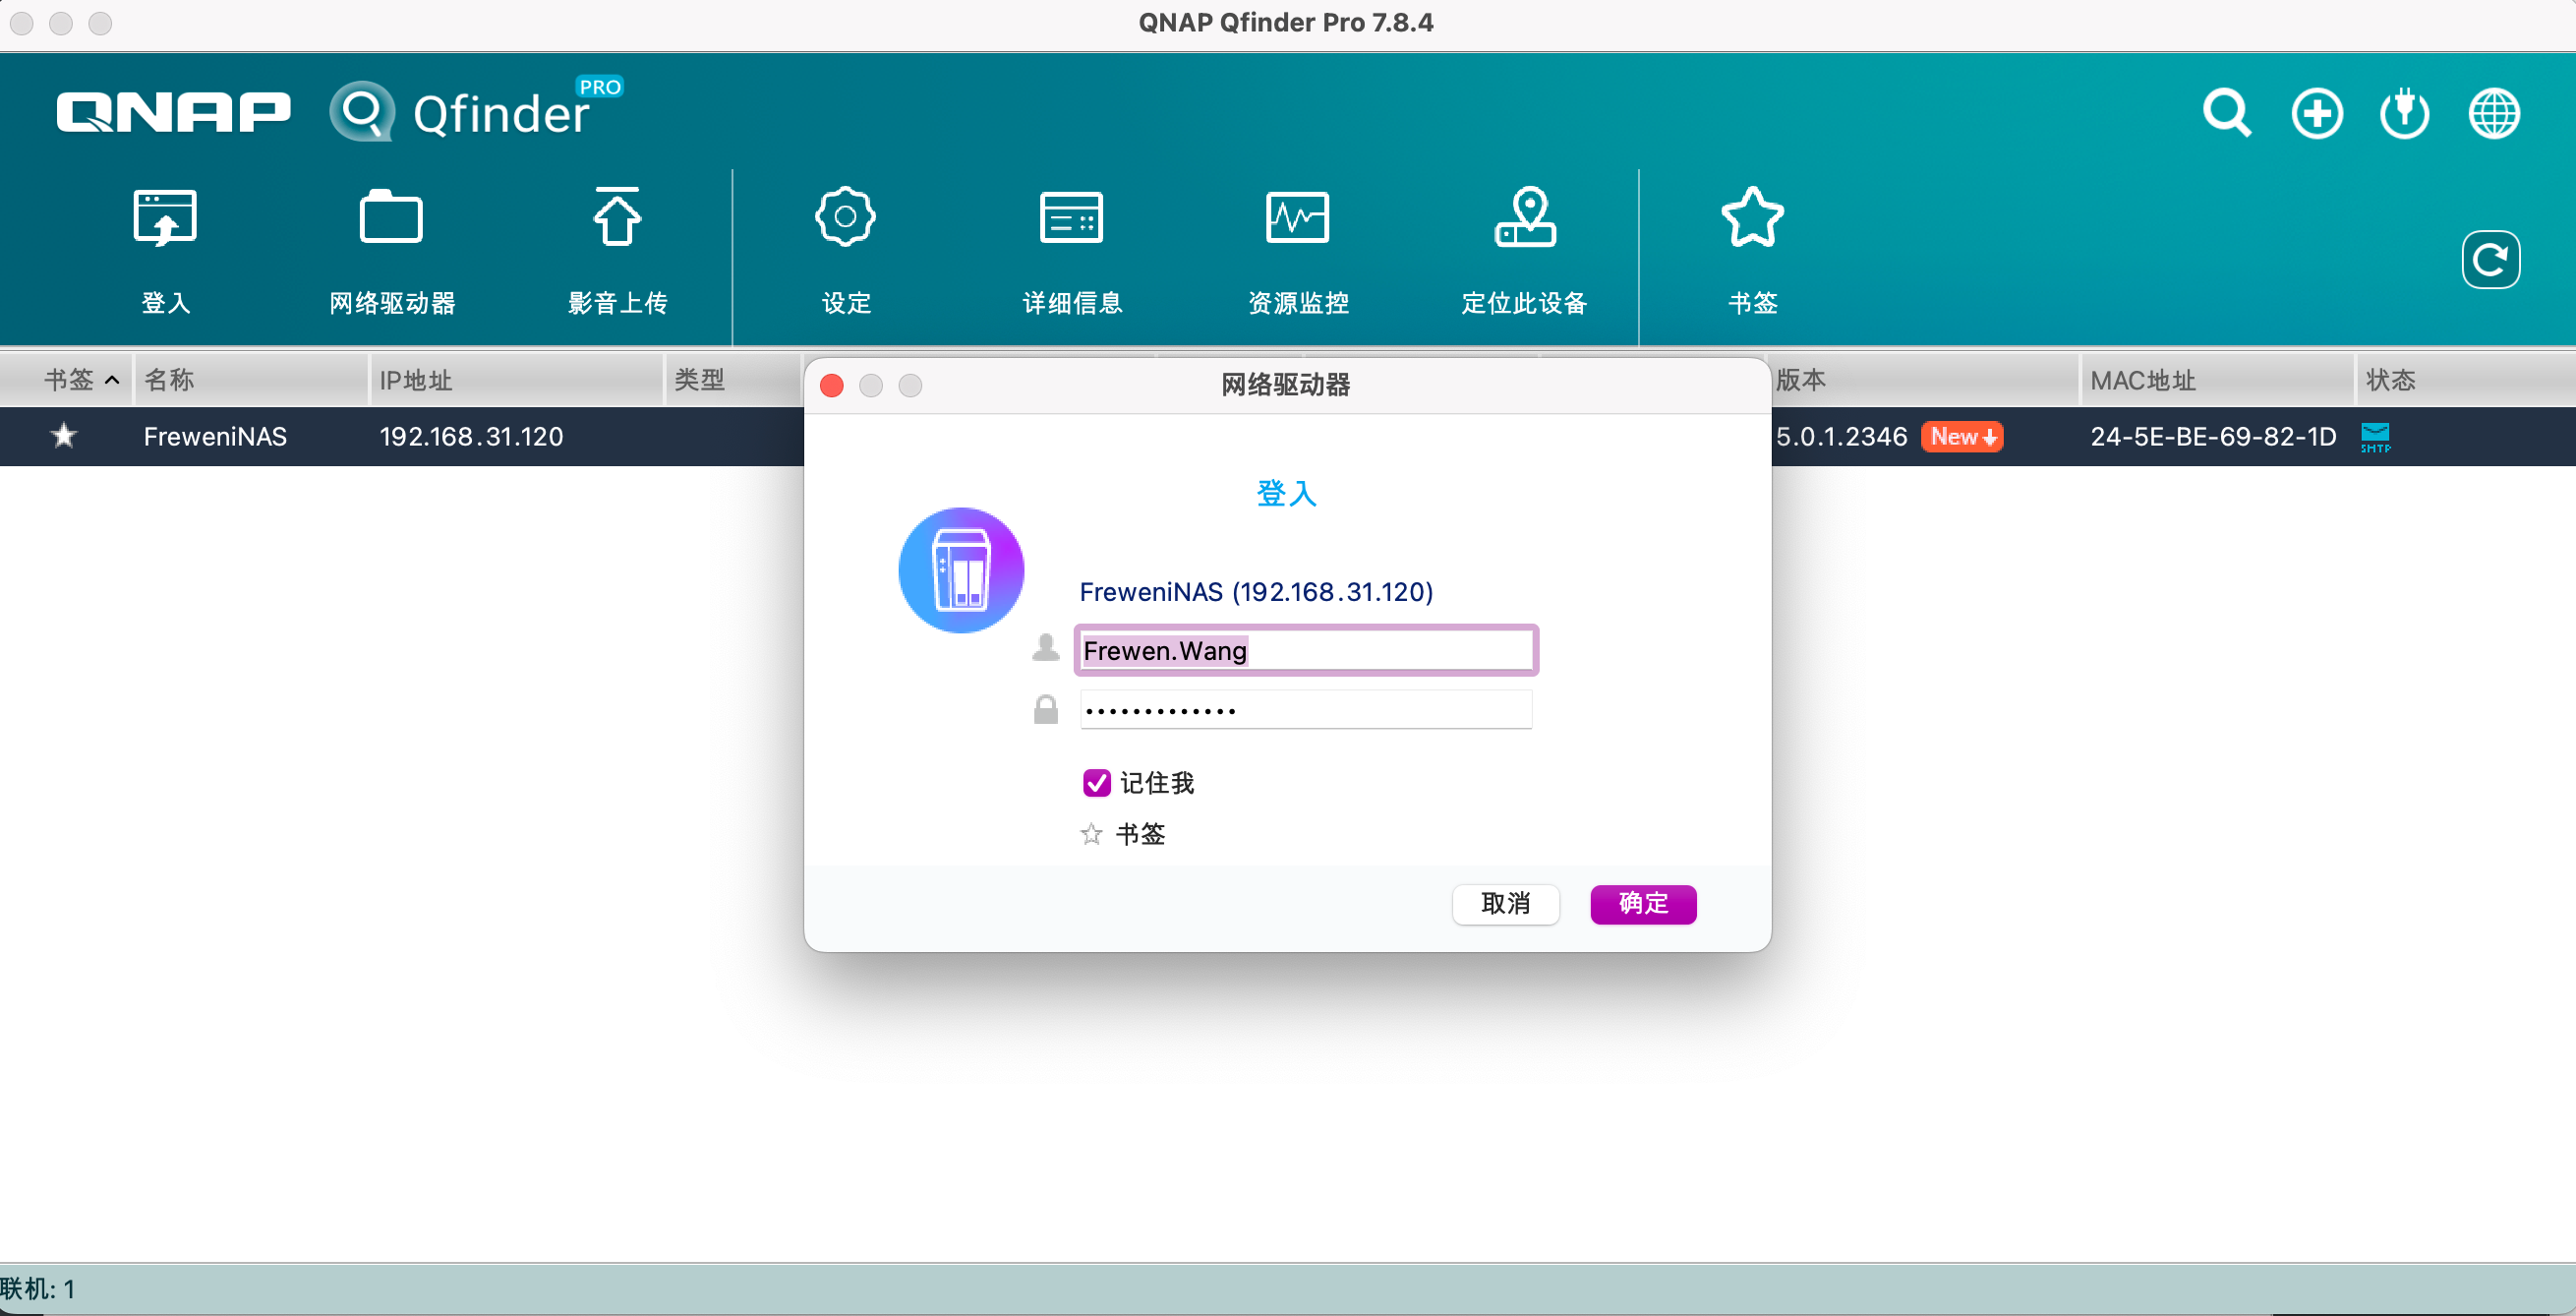 QNAP Qfinder Pro 7.8.4
QNAP Qfinder PRO
登入 网络驱动器 影音上传 设定 详细信息 资源监控 定位此设备 书签
书签 名称 IP地址 类型 版本 MAC地址 状态
FreweniNAS 192.168.31.120 5.0.1.2346 New 24-5E-BE-69-82-1D SMTP
网络驱动器
登入
FreweniNAS (192.168.31.120)
Frewen.Wang
•••••••••••••
记住我
书签
取消 确定
联机: 1